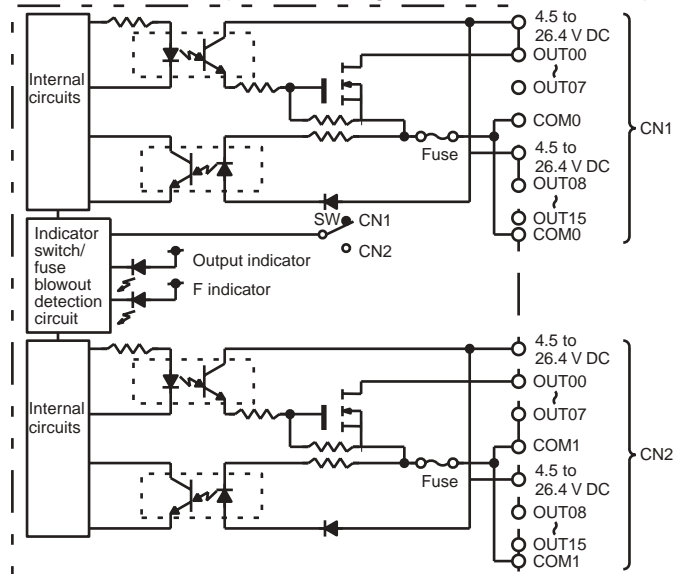 4.5 to
26.4 V DC
OUT00
~
OUT07
COM0
4.5 to
26.4 V DC
OUT08
~
OUT15
COM0
CN1
Internal
circuits
Fuse
SW
CN1
CN2
Indicator
switch/
fuse
blowout
detection
circuit
Output indicator
F indicator
4.5 to
26.4 V DC
OUT00
~
OUT07
COM1
4.5 to
26.4 V DC
OUT08
~
OUT15
COM1
CN2
Internal
circuits
Fuse